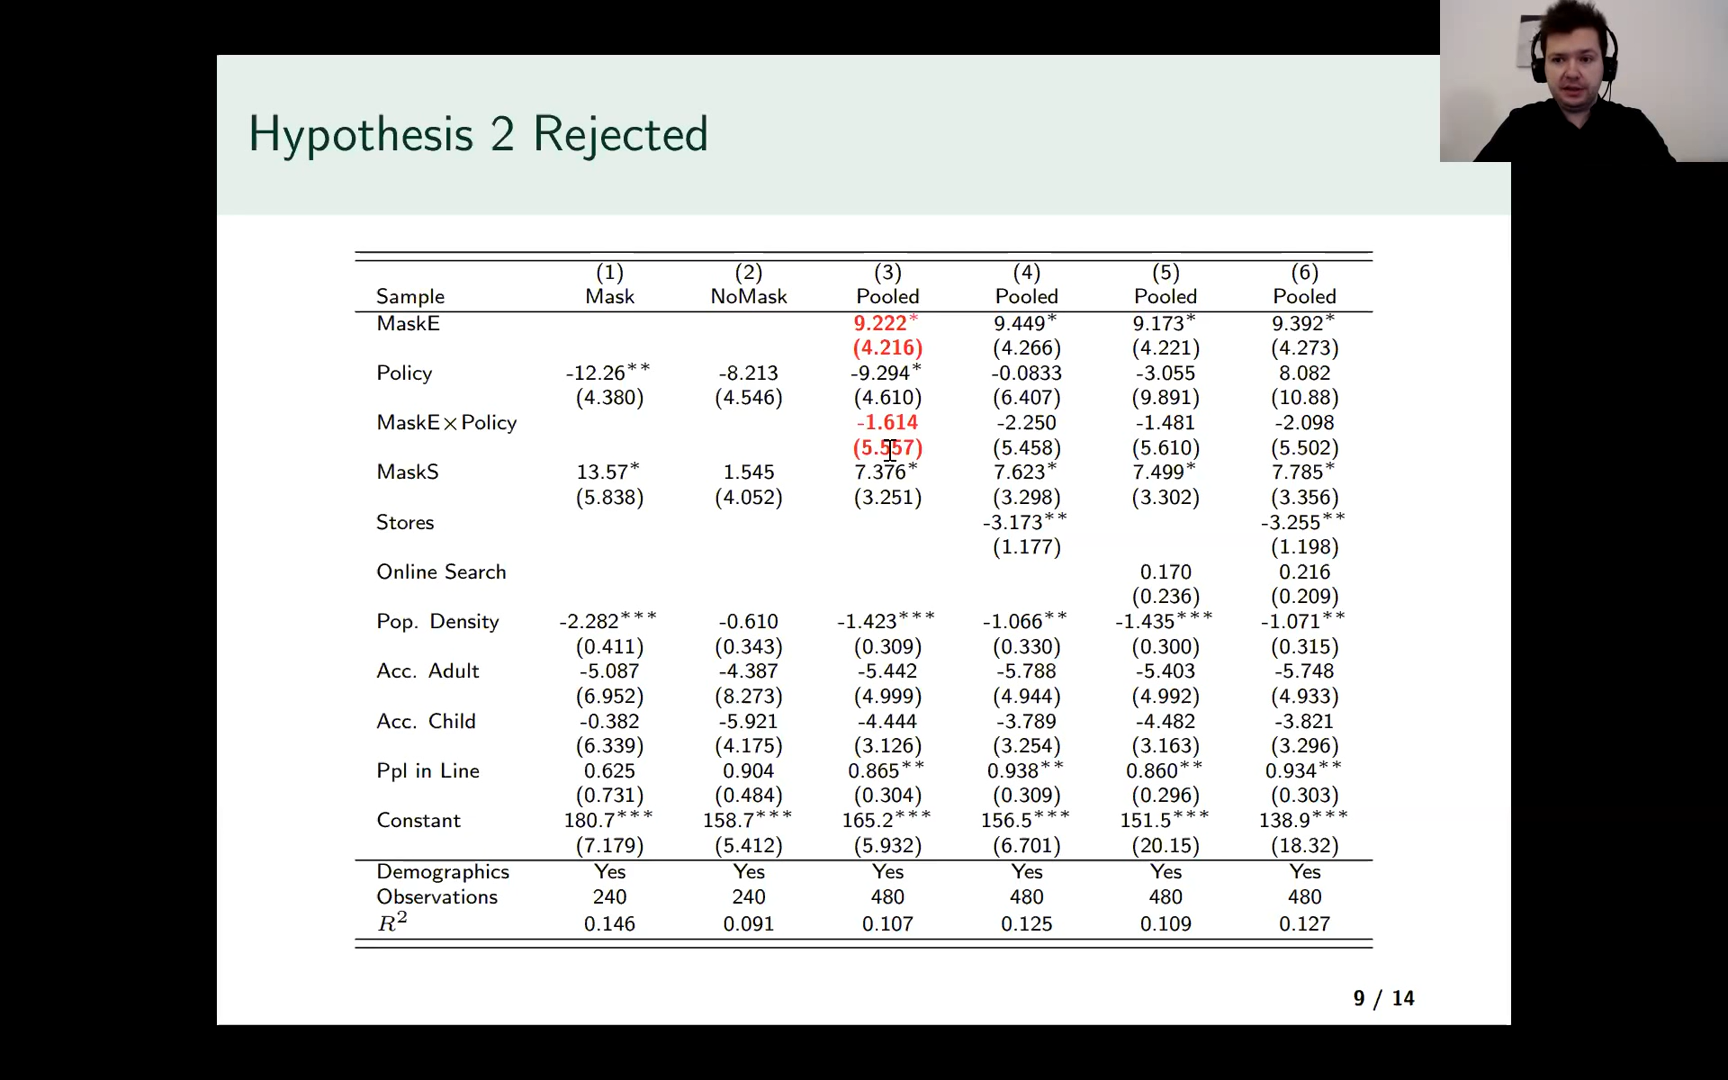 Hypothesis 2 Rejected
(1) (2) (3) (4) (5) (6)
Sample Mask NoMask Pooled Pooled Pooled Pooled
MaskE 9.222* 9.449* 9.173* 9.392*
(4.216) (4.266) (4.221) (4.273)
Policy -12.26** -8.213 -9.294* -0.0833 -3.055 8.082
(4.380) (4.546) (4.610) (6.407) (9.891) (10.88)
MaskE×Policy -1.614 -2.250 -1.481 -2.098
(5.557) (5.458) (5.610) (5.502)
MaskS 13.57* 1.545 7.376* 7.623* 7.499* 7.785*
(5.838) (4.052) (3.251) (3.298) (3.302) (3.356)
Stores -3.173** -3.255**
(1.177) (1.198)
Online Search 0.170 0.216
(0.236) (0.209)
Pop. Density -2.282*** -0.610 -1.423*** -1.066** -1.435*** -1.071**
(0.411) (0.343) (0.309) (0.330) (0.300) (0.315)
Acc. Adult -5.087 -4.387 -5.442 -5.788 -5.403 -5.748
(6.952) (8.273) (4.999) (4.944) (4.992) (4.933)
Acc. Child -0.382 -5.921 -4.444 -3.789 -4.482 -3.821
(6.339) (4.175) (3.126) (3.254) (3.163) (3.296)
Ppl in Line 0.625 0.904 0.865** 0.938** 0.860** 0.934**
(0.731) (0.484) (0.304) (0.309) (0.296) (0.303)
Constant 180.7*** 158.7*** 165.2*** 156.5*** 151.5*** 138.9***
(7.179) (5.412) (5.932) (6.701) (20.15) (18.32)
Demographics Yes Yes Yes Yes Yes Yes
Observations 240 240 480 480 480 480
R² 0.146 0.091 0.107 0.125 0.109 0.127
9 / 14